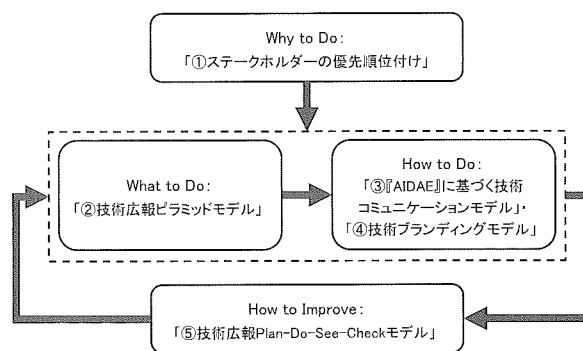 Why to Do:
「①ステークホルダーの優先順位付け」
What to Do:
「②技術広報ピラミッドモデル」
How to Do:
「③『AIDAE』に基づく技術
コミュニケーションモデル」・
「④技術ブランディングモデル」
How to Improve:
「⑤技術広報Plan-Do-See-Checkモデル」